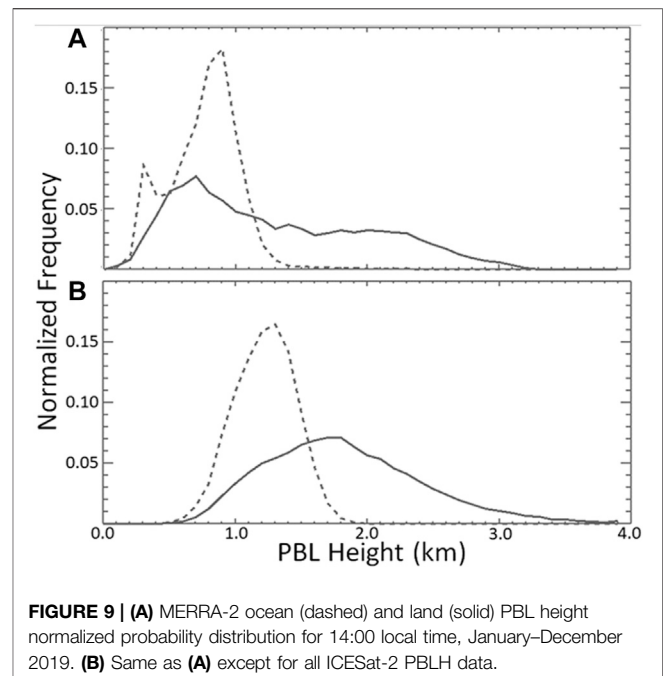 A
0.15
0.10
0.05
Normalized Frequency
B
0.15
0.10
0.05
0.0 1.0 2.0 3.0 4.0
PBL Height (km)
FIGURE 9 | (A) MERRA-2 ocean (dashed) and land (solid) PBL height
normalized probability distribution for 14:00 local time, January–December
2019. (B) Same as (A) except for all ICESat-2 PBLH data.